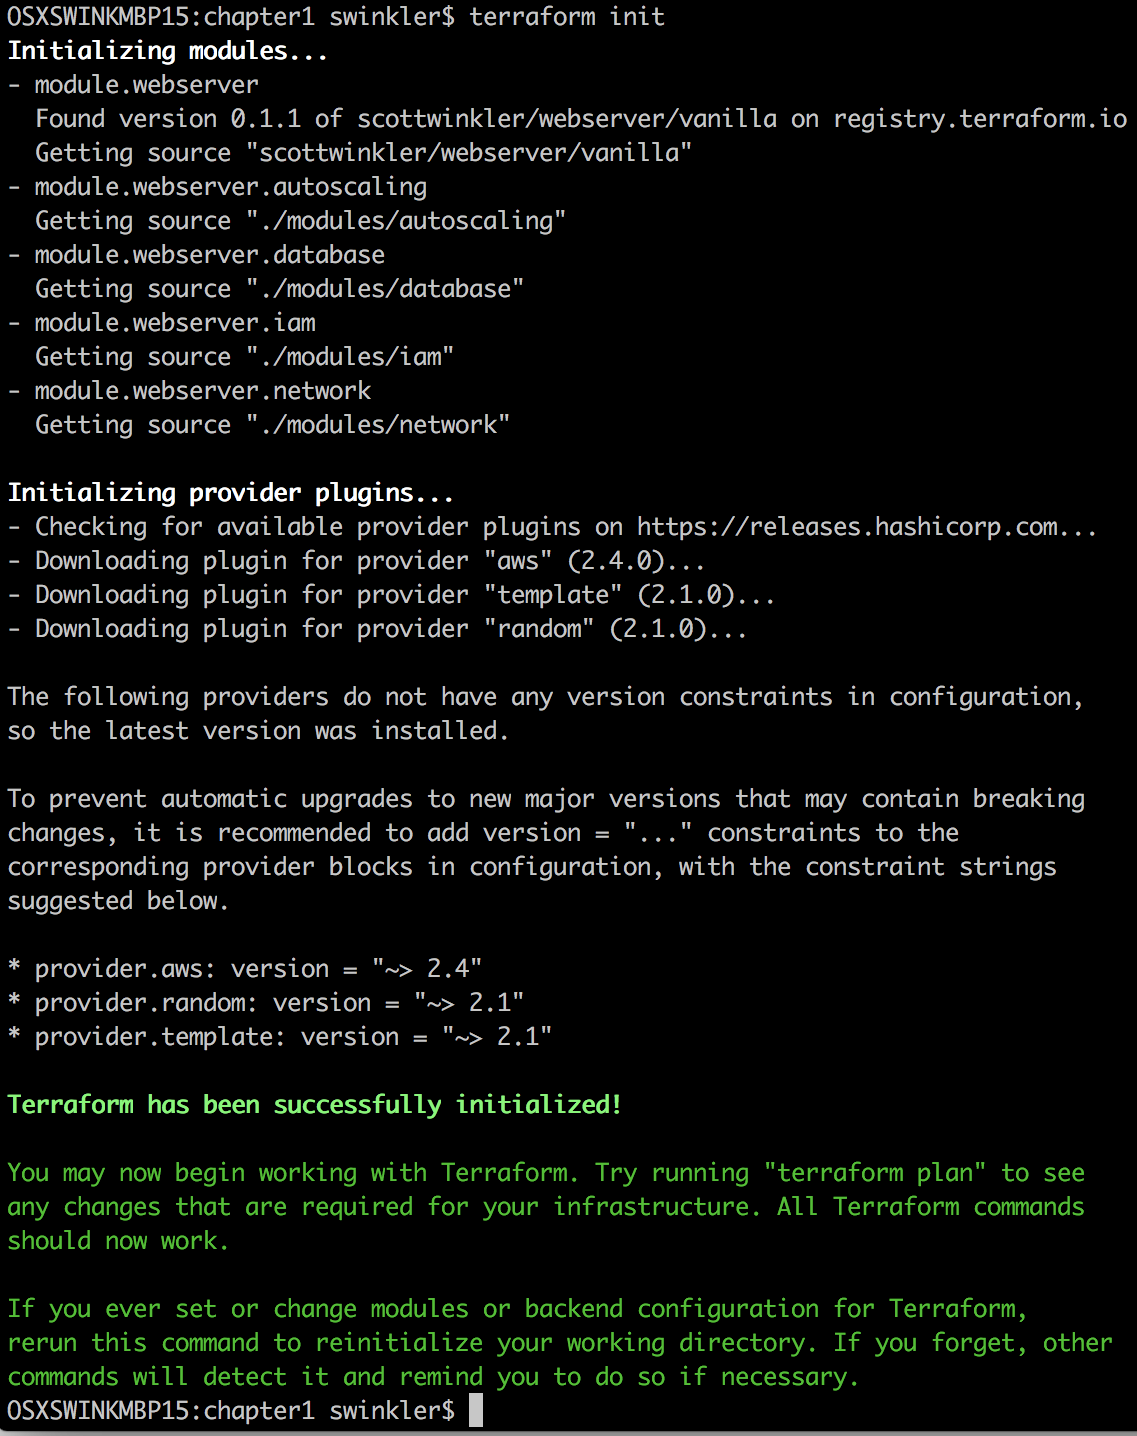 OSXSWINKMBP15:chapter1 swinkler$ terraform init
Initializing modules...
- module.webserver
  Found version 0.1.1 of scottwinkler/webserver/vanilla on registry.terraform.io
  Getting source "scottwinkler/webserver/vanilla"
- module.webserver.autoscaling
  Getting source "./modules/autoscaling"
- module.webserver.database
  Getting source "./modules/database"
- module.webserver.iam
  Getting source "./modules/iam"
- module.webserver.network
  Getting source "./modules/network"
Initializing provider plugins...
- Checking for available provider plugins on https://releases.hashicorp.com...
- Downloading plugin for provider "aws" (2.4.0)...
- Downloading plugin for provider "template" (2.1.0)...
- Downloading plugin for provider "random" (2.1.0)...
The following providers do not have any version constraints in configuration,
so the latest version was installed.
To prevent automatic upgrades to new major versions that may contain breaking
changes, it is recommended to add version = "..." constraints to the
corresponding provider blocks in configuration, with the constraint strings
suggested below.
* provider.aws: version = "~> 2.4"
* provider.random: version = "~> 2.1"
* provider.template: version = "~> 2.1"
Terraform has been successfully initialized!
You may now begin working with Terraform. Try running "terraform plan" to see
any changes that are required for your infrastructure. All Terraform commands
should now work.
If you ever set or change modules or backend configuration for Terraform,
rerun this command to reinitialize your working directory. If you forget, other
commands will detect it and remind you to do so if necessary.
OSXSWINKMBP15:chapter1 swinkler$